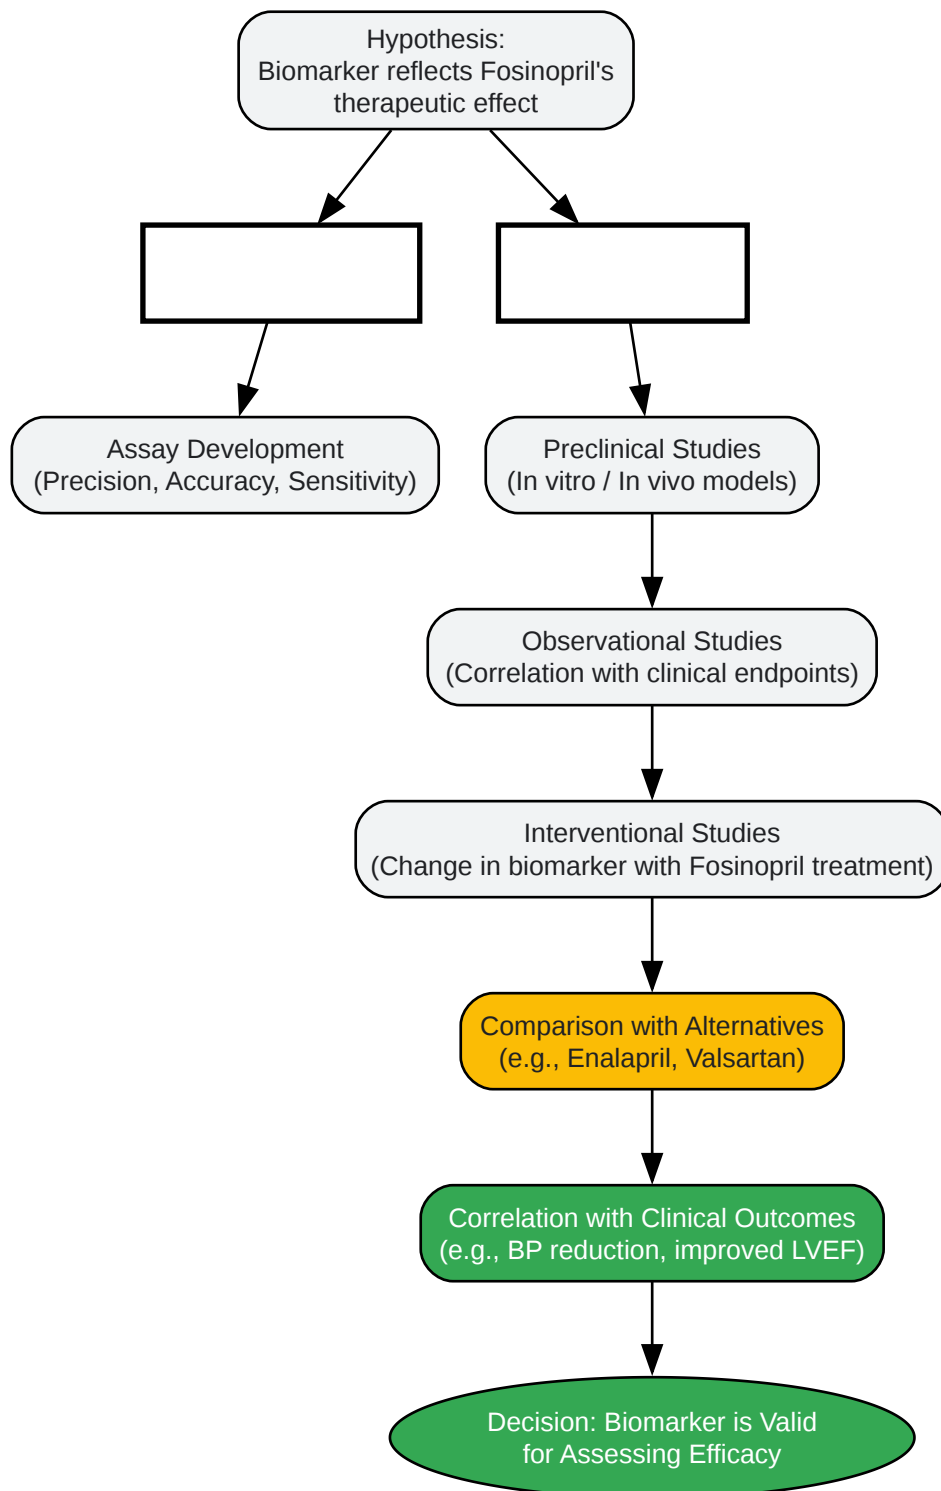 Hypothesis:
Biomarker reflects Fosinopril's
therapeutic effect
Assay Development
(Precision, Accuracy, Sensitivity)
Preclinical Studies
(In vitro / In vivo models)
Observational Studies
(Correlation with clinical endpoints)
Interventional Studies
(Change in biomarker with Fosinopril treatment)
Comparison with Alternatives
(e.g., Enalapril, Valsartan)
Correlation with Clinical Outcomes
(e.g., BP reduction, improved LVEF)
Decision: Biomarker is Valid
for Assessing Efficacy